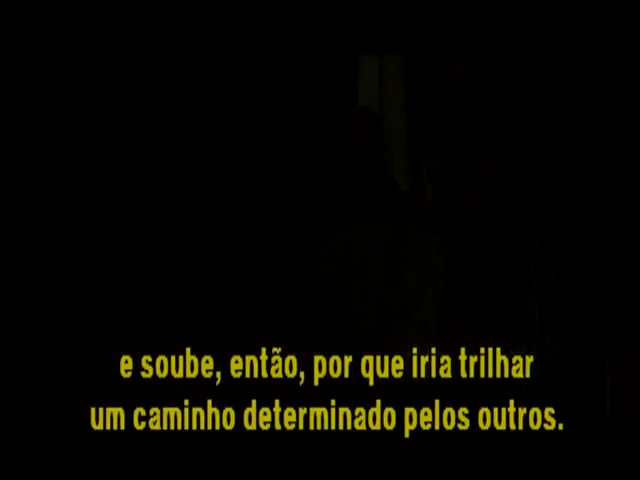 e soube, então, por que iria trilhar
um caminho determinado pelos outros.